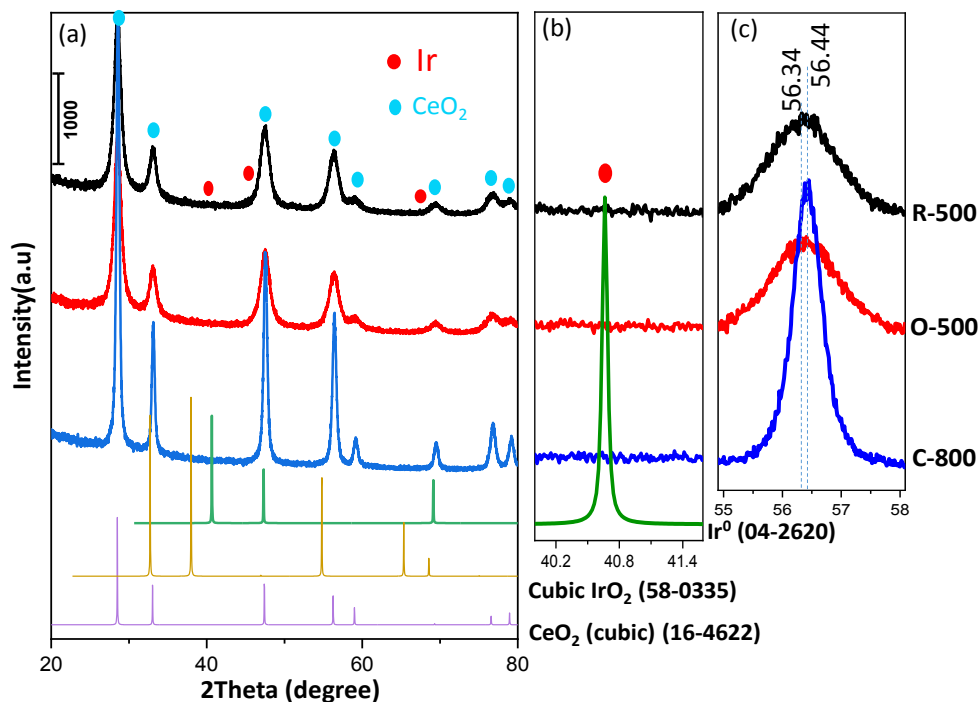 (a)
(b)
(c)
Ir
CeO₂
1000
56.34
56.44
R-500
O-500
C-800
Intensity(a.u)
20
40
60
80
2Theta (degree)
40.2
40.8
41.4
55
56
57
58
Ir⁰ (04-2620)
Cubic IrO₂ (58-0335)
CeO₂ (cubic) (16-4622)